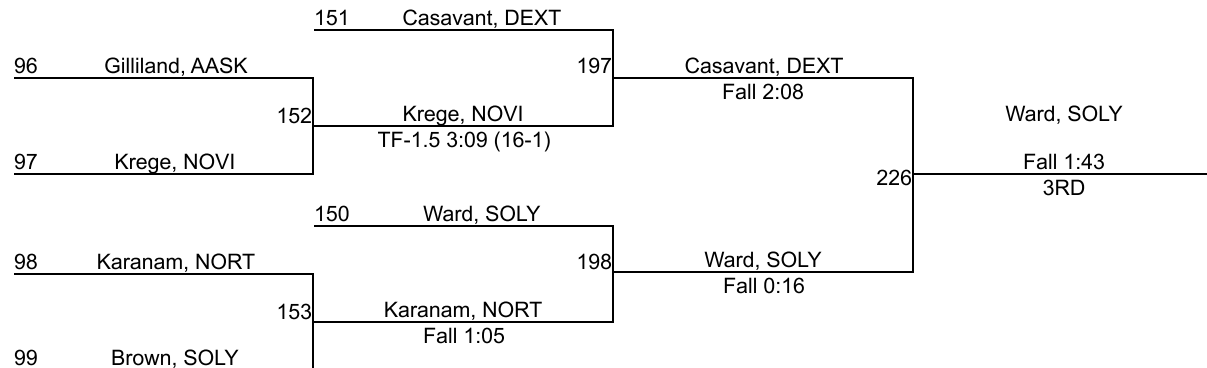 151 Casavant, DEXT
96 Gilliland, AASK
197 Casavant, DEXT
Fall 2:08
152 Krege, NOVI
TF-1.5 3:09 (16-1)
Ward, SOLY
97 Krege, NOVI
Fall 1:43
226
3RD
150 Ward, SOLY
98 Karanam, NORT
198 Ward, SOLY
Fall 0:16
153 Karanam, NORT
Fall 1:05
99 Brown, SOLY